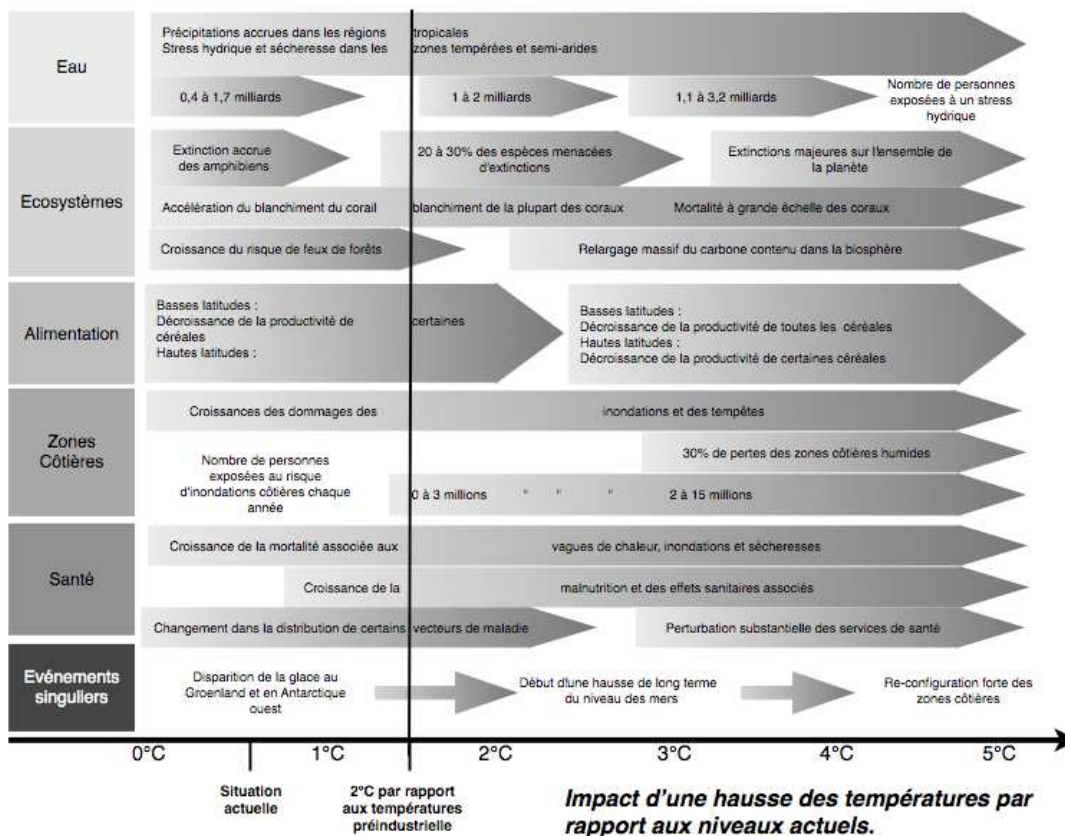 Eau
Précipitations accrues dans les régions tropicales
Stress hydrique et sécheresse dans les zones tempérées et semi-arides
0,4 à 1,7 milliards
1 à 2 milliards
1,1 à 3,2 milliards
Nombre de personnes
exposées à un stress
hydrique
Ecosystèmes
Extinction accrue
des amphibiens
20 à 30% des espèces menacées
d'extinctions
Extinctions majeures sur l'ensemble de
la planète
Accélération du blanchiment du corail
blanchiment de la plupart des coraux
Mortalité à grande échelle des coraux
Croissance du risque de feux de forêts
Relargage massif du carbone contenu dans la biosphère
Alimentation
Basses latitudes :
Décroissance de la productivité de certaines
céréales
Hautes latitudes :
Basses latitudes :
Décroissance de la productivité de toutes les céréales
Hautes latitudes :
Décroissance de la productivité de certaines céréales
Zones
Côtières
Croissances des dommages des inondations et des tempêtes
30% de pertes des zones côtières humides
Nombre de personnes
exposées au risque
d'inondations côtières chaque
année
0 à 3 millions " " " 2 à 15 millions
Santé
Croissance de la mortalité associée aux vagues de chaleur, inondations et sécheresses
Croissance de la malnutrition et des effets sanitaires associés
Changement dans la distribution de certains vecteurs de maladie
Perturbation substantielle des services de santé
Evénements
singuliers
Disparition de la glace au
Groenland et en Antarctique
ouest
Début d'une hausse de long terme
du niveau des mers
Re-configuration forte des
zones côtières
0°C 1°C 2°C 3°C 4°C 5°C
Situation
actuelle
2°C par rapport
aux températures
préindustrielle
Impact d'une hausse des températures par
rapport aux niveaux actuels.